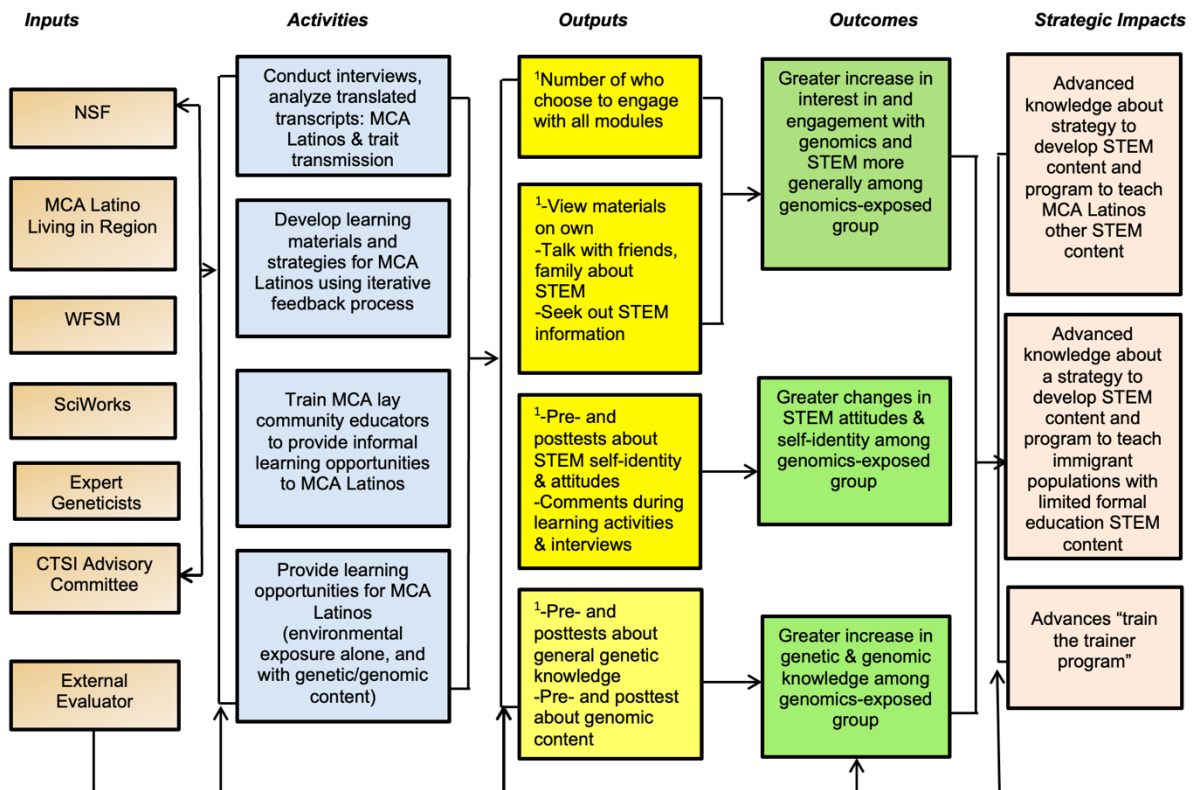 Inputs
Activities
Outputs
Outcomes
Strategic Impacts
NSF
MCA Latino
Living in Region
WFSM
SciWorks
Expert
Geneticists
CTSI Advisory
Committee
External
Evaluator
Conduct interviews,
analyze translated
transcripts: MCA
Latinos & trait
transmission
Develop learning
materials and
strategies for MCA
Latinos using iterative
feedback process
Train MCA lay
community educators
to provide informal
learning opportunities
to MCA Latinos
Provide learning
opportunities for MCA
Latinos
(environmental
exposure alone, and
with genetic/genomic
content)
¹Number of who
choose to engage
with all modules
¹-View materials
on own
-Talk with friends,
family about
STEM
-Seek out STEM
information
¹-Pre- and
posttests about
STEM self-identity
& attitudes
-Comments during
learning activities
& interviews
¹-Pre- and
posttests about
general genetic
knowledge
-Pre- and posttest
about genomic
content
Greater increase in
interest in and
engagement with
genomics and
STEM more
generally among
genomics-exposed
group
Greater changes in
STEM attitudes &
self-identity among
genomics-exposed
group
Greater increase in
genetic & genomic
knowledge among
genomics-exposed
group
Advanced
knowledge about
strategy to
develop STEM
content and
program to teach
MCA Latinos
other STEM
content
Advanced
knowledge about
a strategy to
develop STEM
content and
program to teach
immigrant
populations with
limited formal
education STEM
content
Advances “train
the trainer
program”